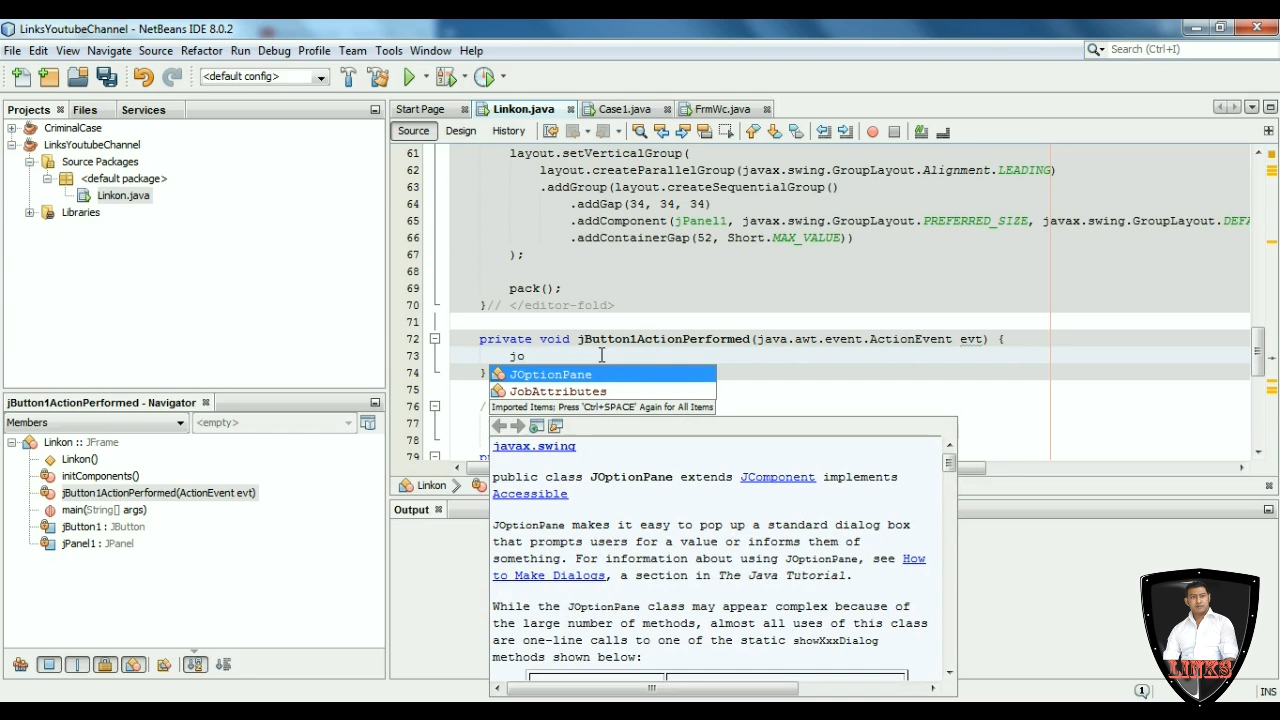 LinksYoutubeChannel - NetBeans IDE 8.0.2
File Edit View Navigate Source Refactor Run Debug Profile Team Tools Window Help
Search (Ctrl+I)
<default config>
Projects Files Services
CriminalCase
LinksYoutubeChannel
Source Packages
<default package>
Linkon.java
Libraries
jButton1ActionPerformed - Navigator
Members <empty>
Linkon :: JFrame
Linkon()
initComponents()
jButton1ActionPerformed(ActionEvent evt)
main(String[] args)
jButton1 : JButton
jPanel1 : JPanel
Start Page Linkon.java Case1.java FrmWc.java
Source Design History
61 layout.setVerticalGroup(
62 layout.createParallelGroup(javax.swing.GroupLayout.Alignment.LEADING)
63 .addGroup(layout.createSequentialGroup()
64 .addGap(34, 34, 34)
65 .addComponent(jPanel1, javax.swing.GroupLayout.PREFERRED_SIZE, javax.swing.GroupLayout.DEFA
66 .addContainerGap(52, Short.MAX_VALUE))
67 );
68
69 pack();
70 }// </editor-fold>
71
72 private void jButton1ActionPerformed(java.awt.event.ActionEvent evt) {
73 jo
74 }
75
76 /
77
78
79 pr
JOptionPane
JobAttributes
Imported Items; Press 'Ctrl+SPACE' Again for All Items
javax.swing
public class JOptionPane extends JComponent implements
Accessible
JOptionPane makes it easy to pop up a standard dialog box
that prompts users for a value or informs them of
something. For information about using JOptionPane, see How
to Make Dialogs, a section in The Java Tutorial.
While the JOptionPane class may appear complex because of
the large number of methods, almost all uses of this class
are one-line calls to one of the static showXxxDialog
methods shown below:
Linkon
Output
LINKS
1 INS